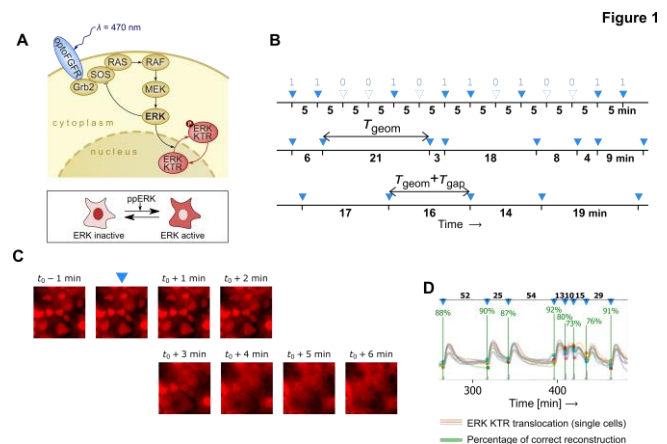 Figure 1
A
λ = 470 nm
optoFGFR
RAS
RAF
SOS
Grb2
MEK
ERK
cytoplasm
nucleus
P
ERK
KTR
ERK
KTR
ppERK
ERK inactive
ERK active
B
1 1 0 0 1 0 1 1 0 1 0 1 1
5 5 5 5 5 5 5 5 5 5 5 5 min
T geom
6 21 3 18 8 4 9 min
T geom + T gap
17 16 14 19 min
Time →
C
t0 − 1 min
t0 + 1 min
t0 + 2 min
t0 + 3 min
t0 + 4 min
t0 + 5 min
t0 + 6 min
D
52 25 54 13 10 15 29
88% 90% 87% 92% 80% 73% 76% 91%
300
400
Time [min] →
ERK KTR translocation (single cells)
Percentage of correct reconstruction